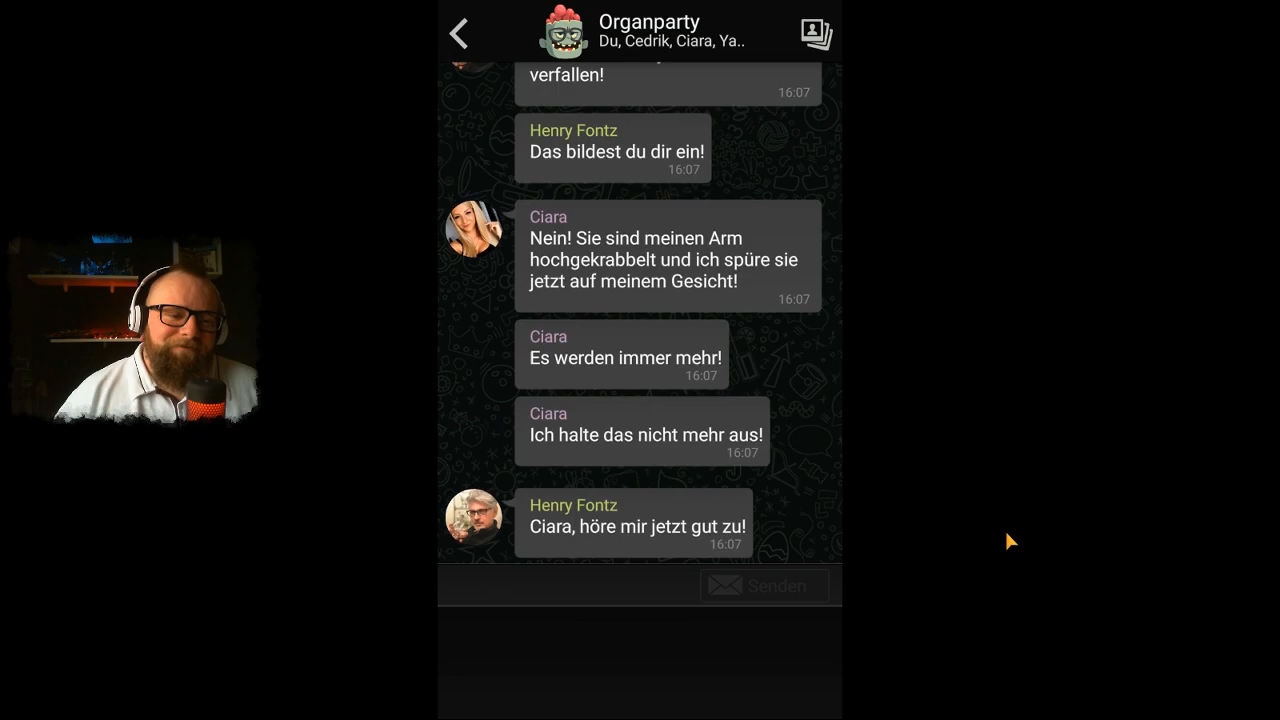 Organparty
Du, Cedrik, Ciara, Ya..
verfallen!
16:07
Henry Fontz
Das bildest du dir ein!
16:07
Ciara
Nein! Sie sind meinen Arm
hochgekrabbelt und ich spüre sie
jetzt auf meinem Gesicht!
16:07
Ciara
Es werden immer mehr!
16:07
Ciara
Ich halte das nicht mehr aus!
16:07
Henry Fontz
Ciara, höre mir jetzt gut zu!
16:07
Senden